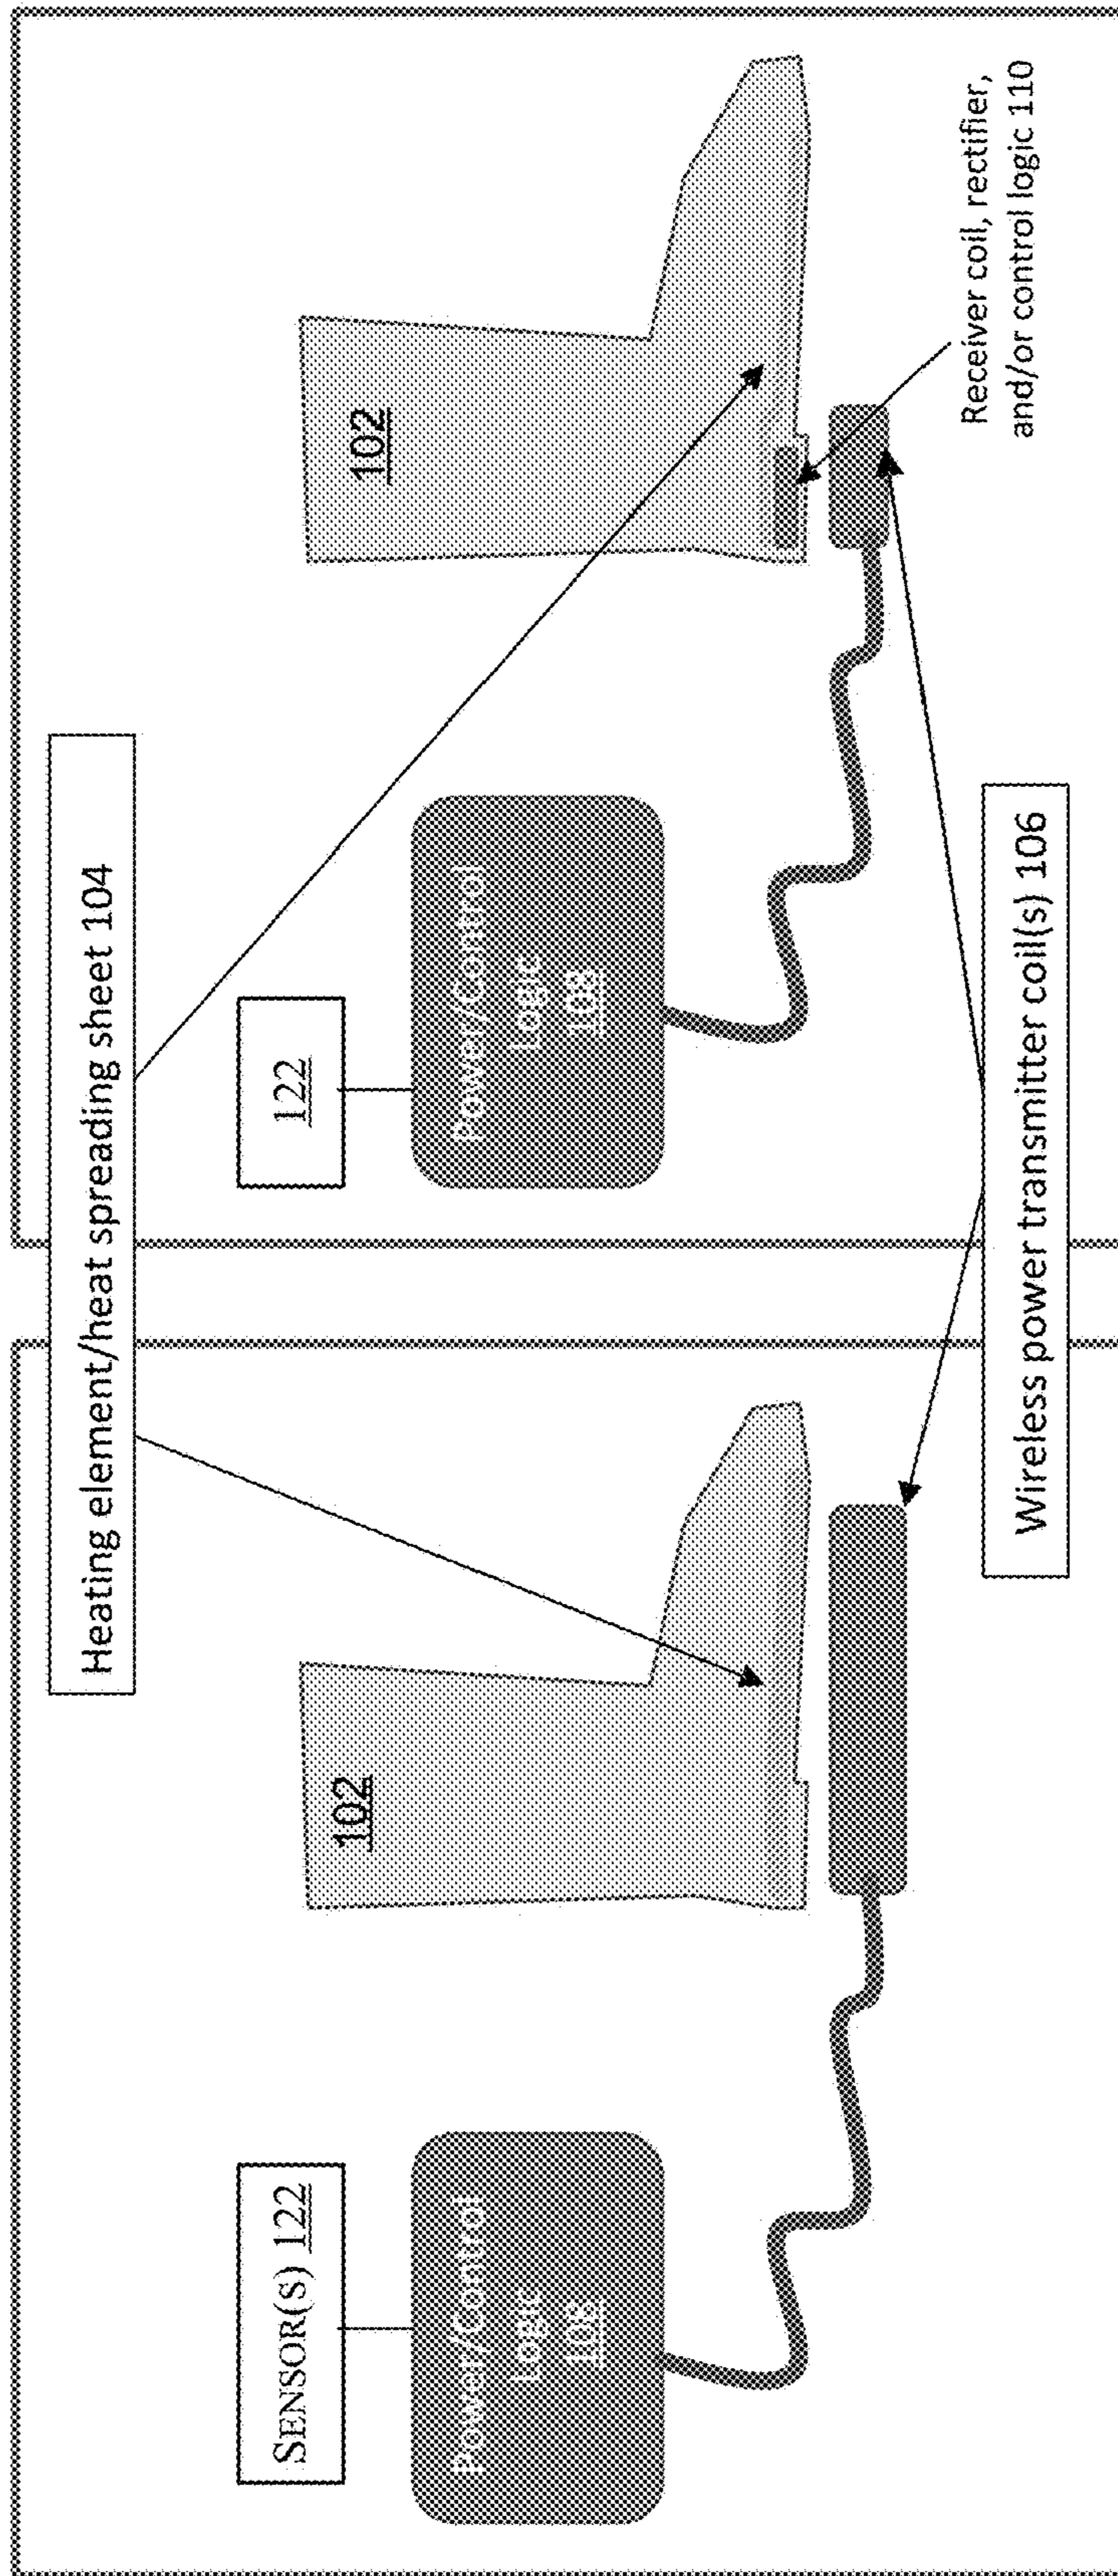 Heating element/heat spreading sheet 104
SENSOR(S) 122
Power/Control
Logic
108
102
122
Power/Control
Logic
108
102
Receiver coil, rectifier,
and/or control logic 110
Wireless power transmitter coil(s) 106